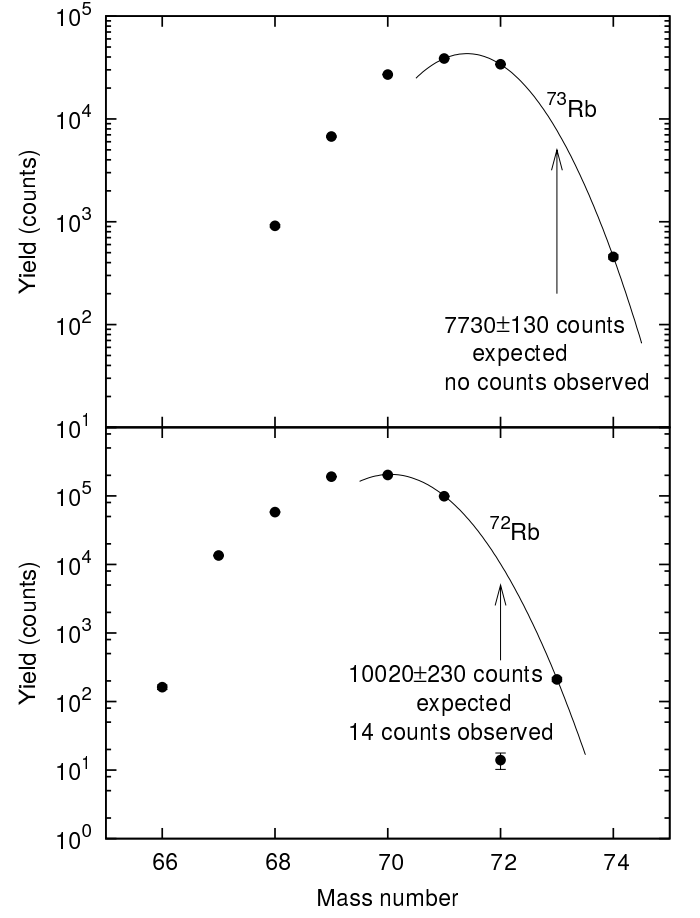 10^5
10^4
10^3
10^2
10^1
Yield (counts)
^73Rb
7730±130 counts
expected
no counts observed
10^5
10^4
10^3
10^2
10^1
10^0
Yield (counts)
^72Rb
10020±230 counts
expected
14 counts observed
66 68 70 72 74
Mass number